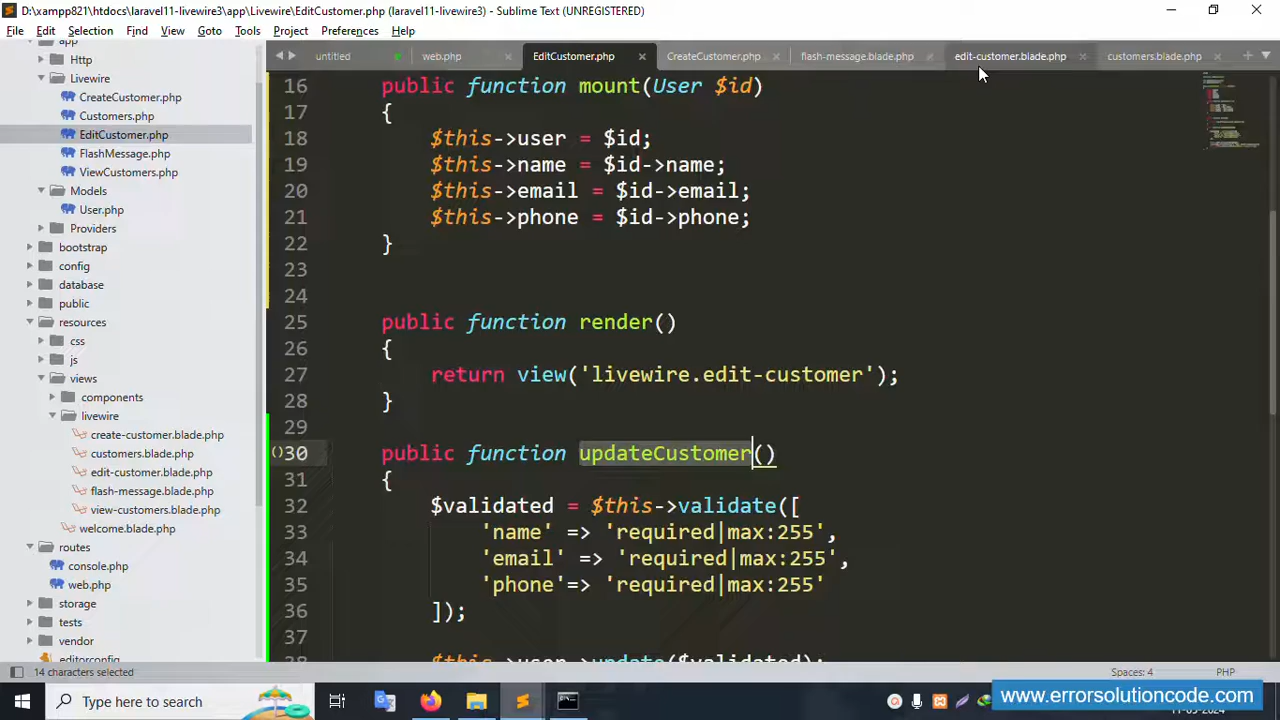 D:\xampp821\htdocs\laravel11-livewire3\app\Livewire\EditCustomer.php (laravel11-livewire3) - Sublime Text (UNREGISTERED)
File Edit Selection Find View Goto Tools Project Preferences Help
untitled web.php EditCustomer.php CreateCustomer.php flash-message.blade.php edit-customer.blade.php customers.blade.php
app
Http
Livewire
CreateCustomer.php
Customers.php
EditCustomer.php
FlashMessage.php
ViewCustomers.php
Models
User.php
Providers
bootstrap
config
database
public
resources
css
js
views
components
livewire
create-customer.blade.php
customers.blade.php
edit-customer.blade.php
flash-message.blade.php
view-customers.blade.php
welcome.blade.php
routes
console.php
web.php
storage
tests
vendor
.editorconfig
16 public function mount(User $id)
17 {
18 $this->user = $id;
19 $this->name = $id->name;
20 $this->email = $id->email;
21 $this->phone = $id->phone;
22 }
23
24
25 public function render()
26 {
27 return view('livewire.edit-customer');
28 }
29
30 public function updateCustomer()
31 {
32 $validated = $this->validate([
33 'name' => 'required|max:255',
34 'email' => 'required|max:255',
35 'phone'=> 'required|max:255'
36 ]);
37
38 $this->user->update($validated);
14 characters selected Spaces: 4 PHP
Type here to search
www.errorsolutioncode.com